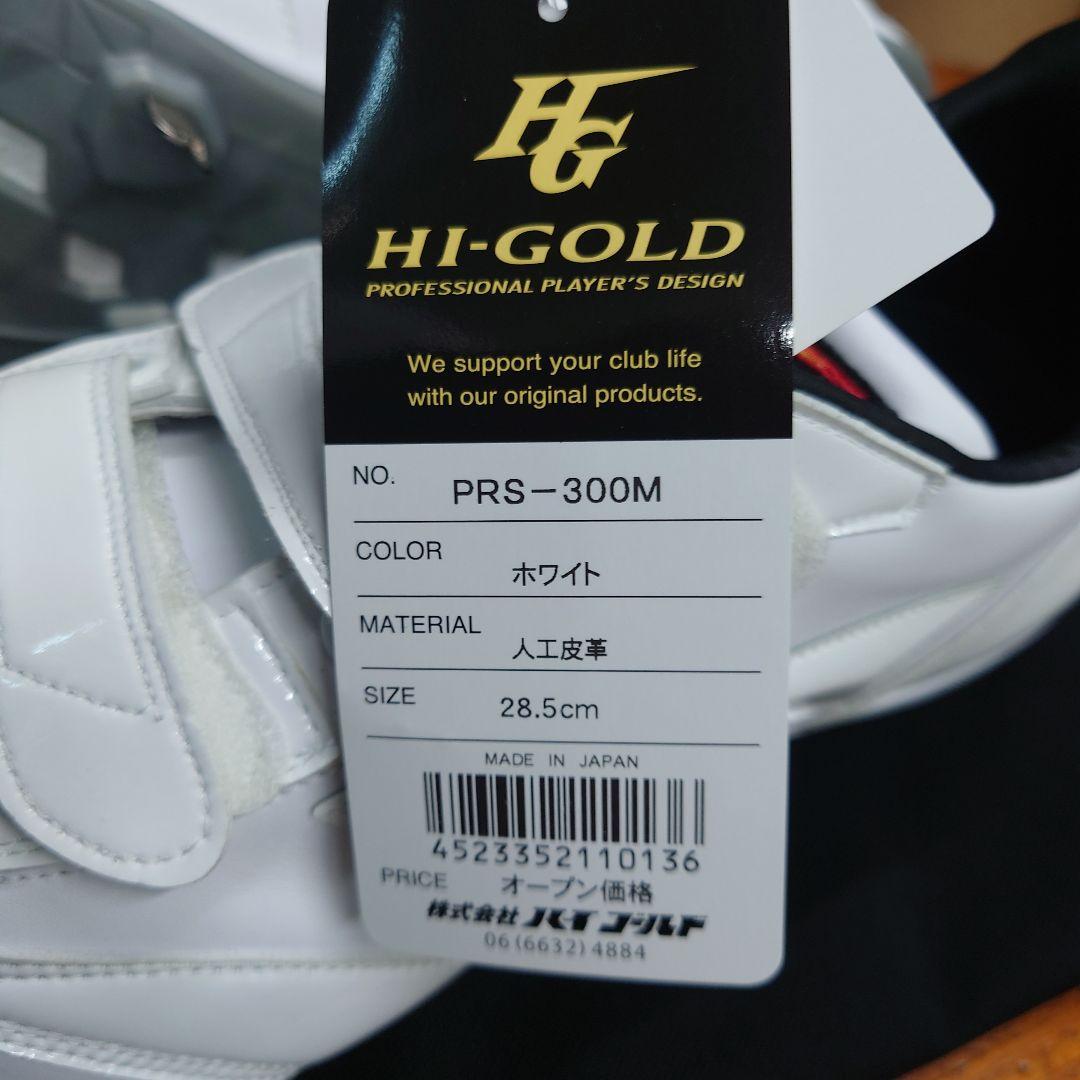 HG
HI-GOLD
PROFESSIONAL PLAYER'S DESIGN
We support your club life
with our original products.
NO. PRS-300M
COLOR ホワイト
MATERIAL 人工皮革
SIZE 28.5cm
MADE IN JAPAN
4523352110136
PRICE オープン価格
株式会社 ハイゴールド
06(6632)4884